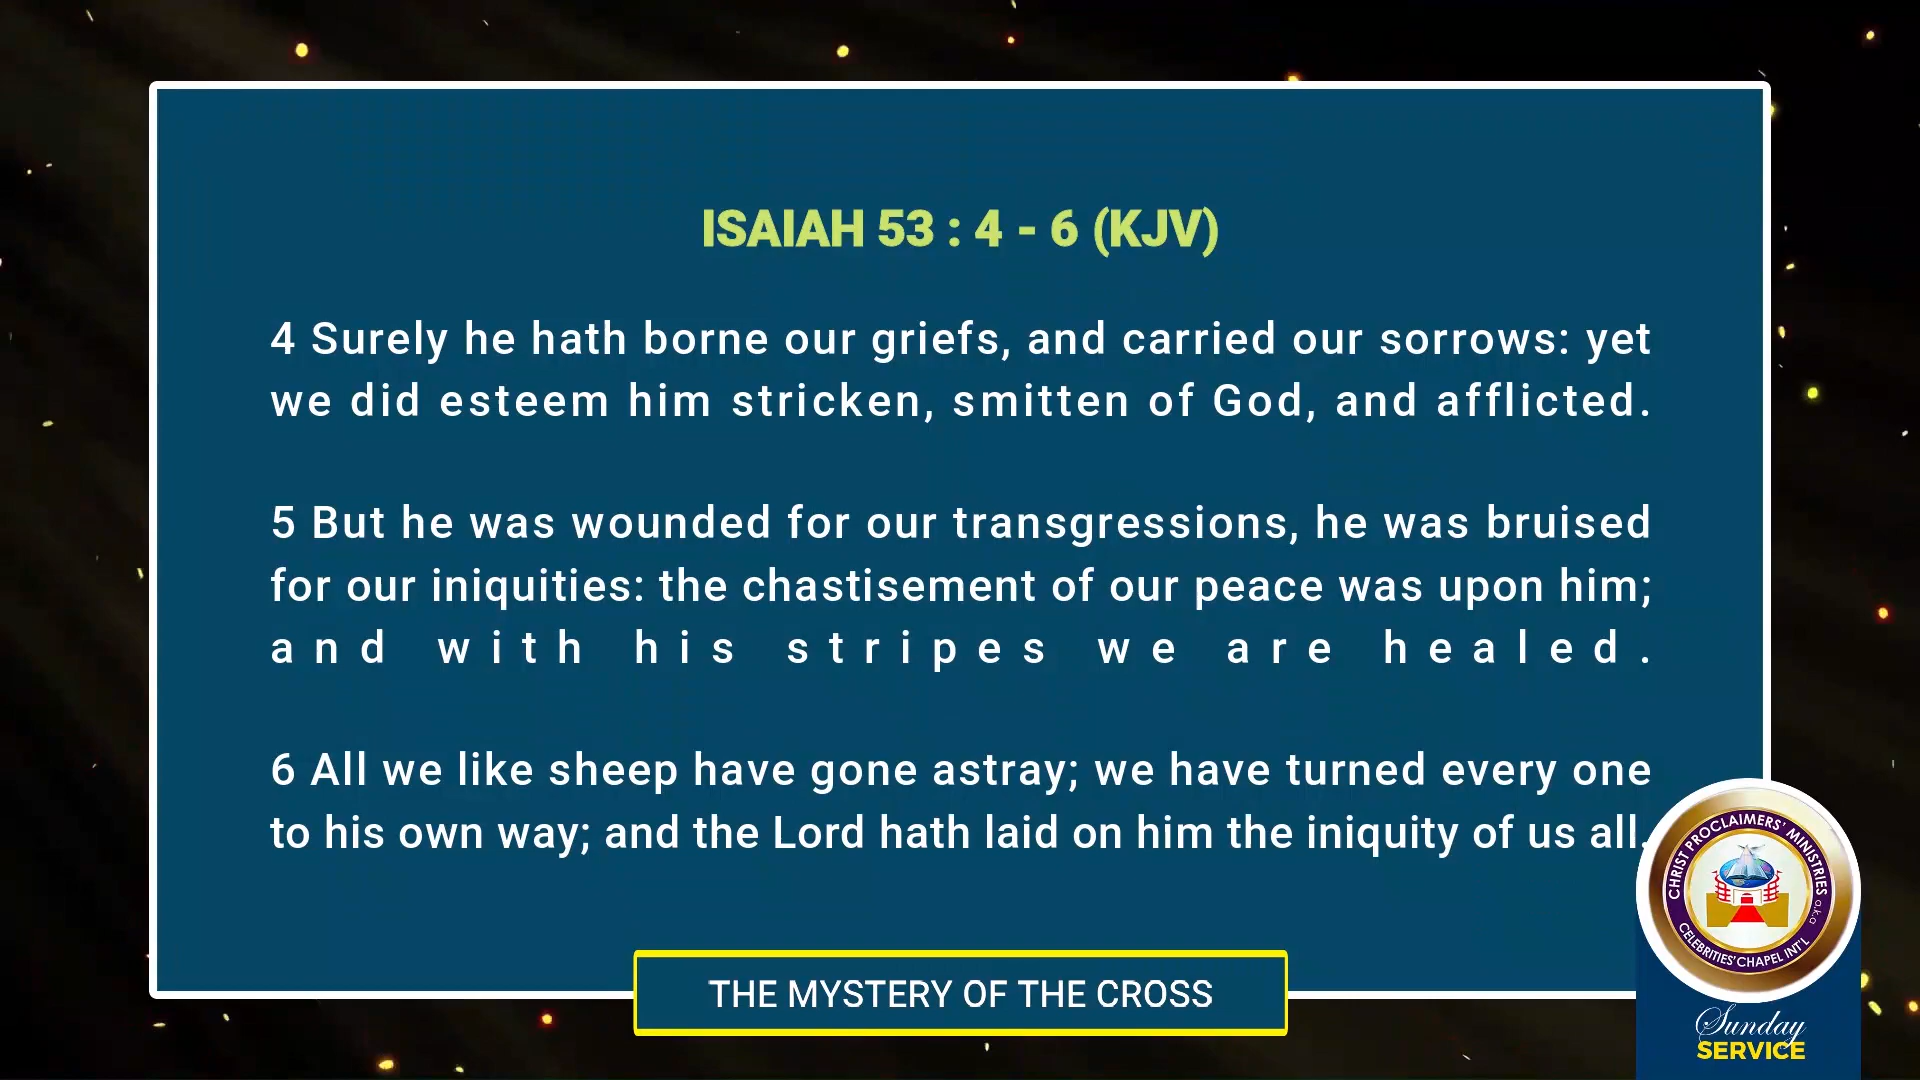 ISAIAH 53 : 4 - 6 (KJV)
4 Surely he hath borne our griefs, and carried our sorrows: yet
we did esteem him stricken, smitten of God, and afflicted.
5 But he was wounded for our transgressions, he was bruised
for our iniquities: the chastisement of our peace was upon him;
and with his stripes we are healed.
6 All we like sheep have gone astray; we have turned every one
to his own way; and the Lord hath laid on him the iniquity of us all.
THE MYSTERY OF THE CROSS
CHRIST PROCLAIMERS' MINISTRIES a.k.a
CELEBRITIES' CHAPEL INT'L
Sunday
SERVICE